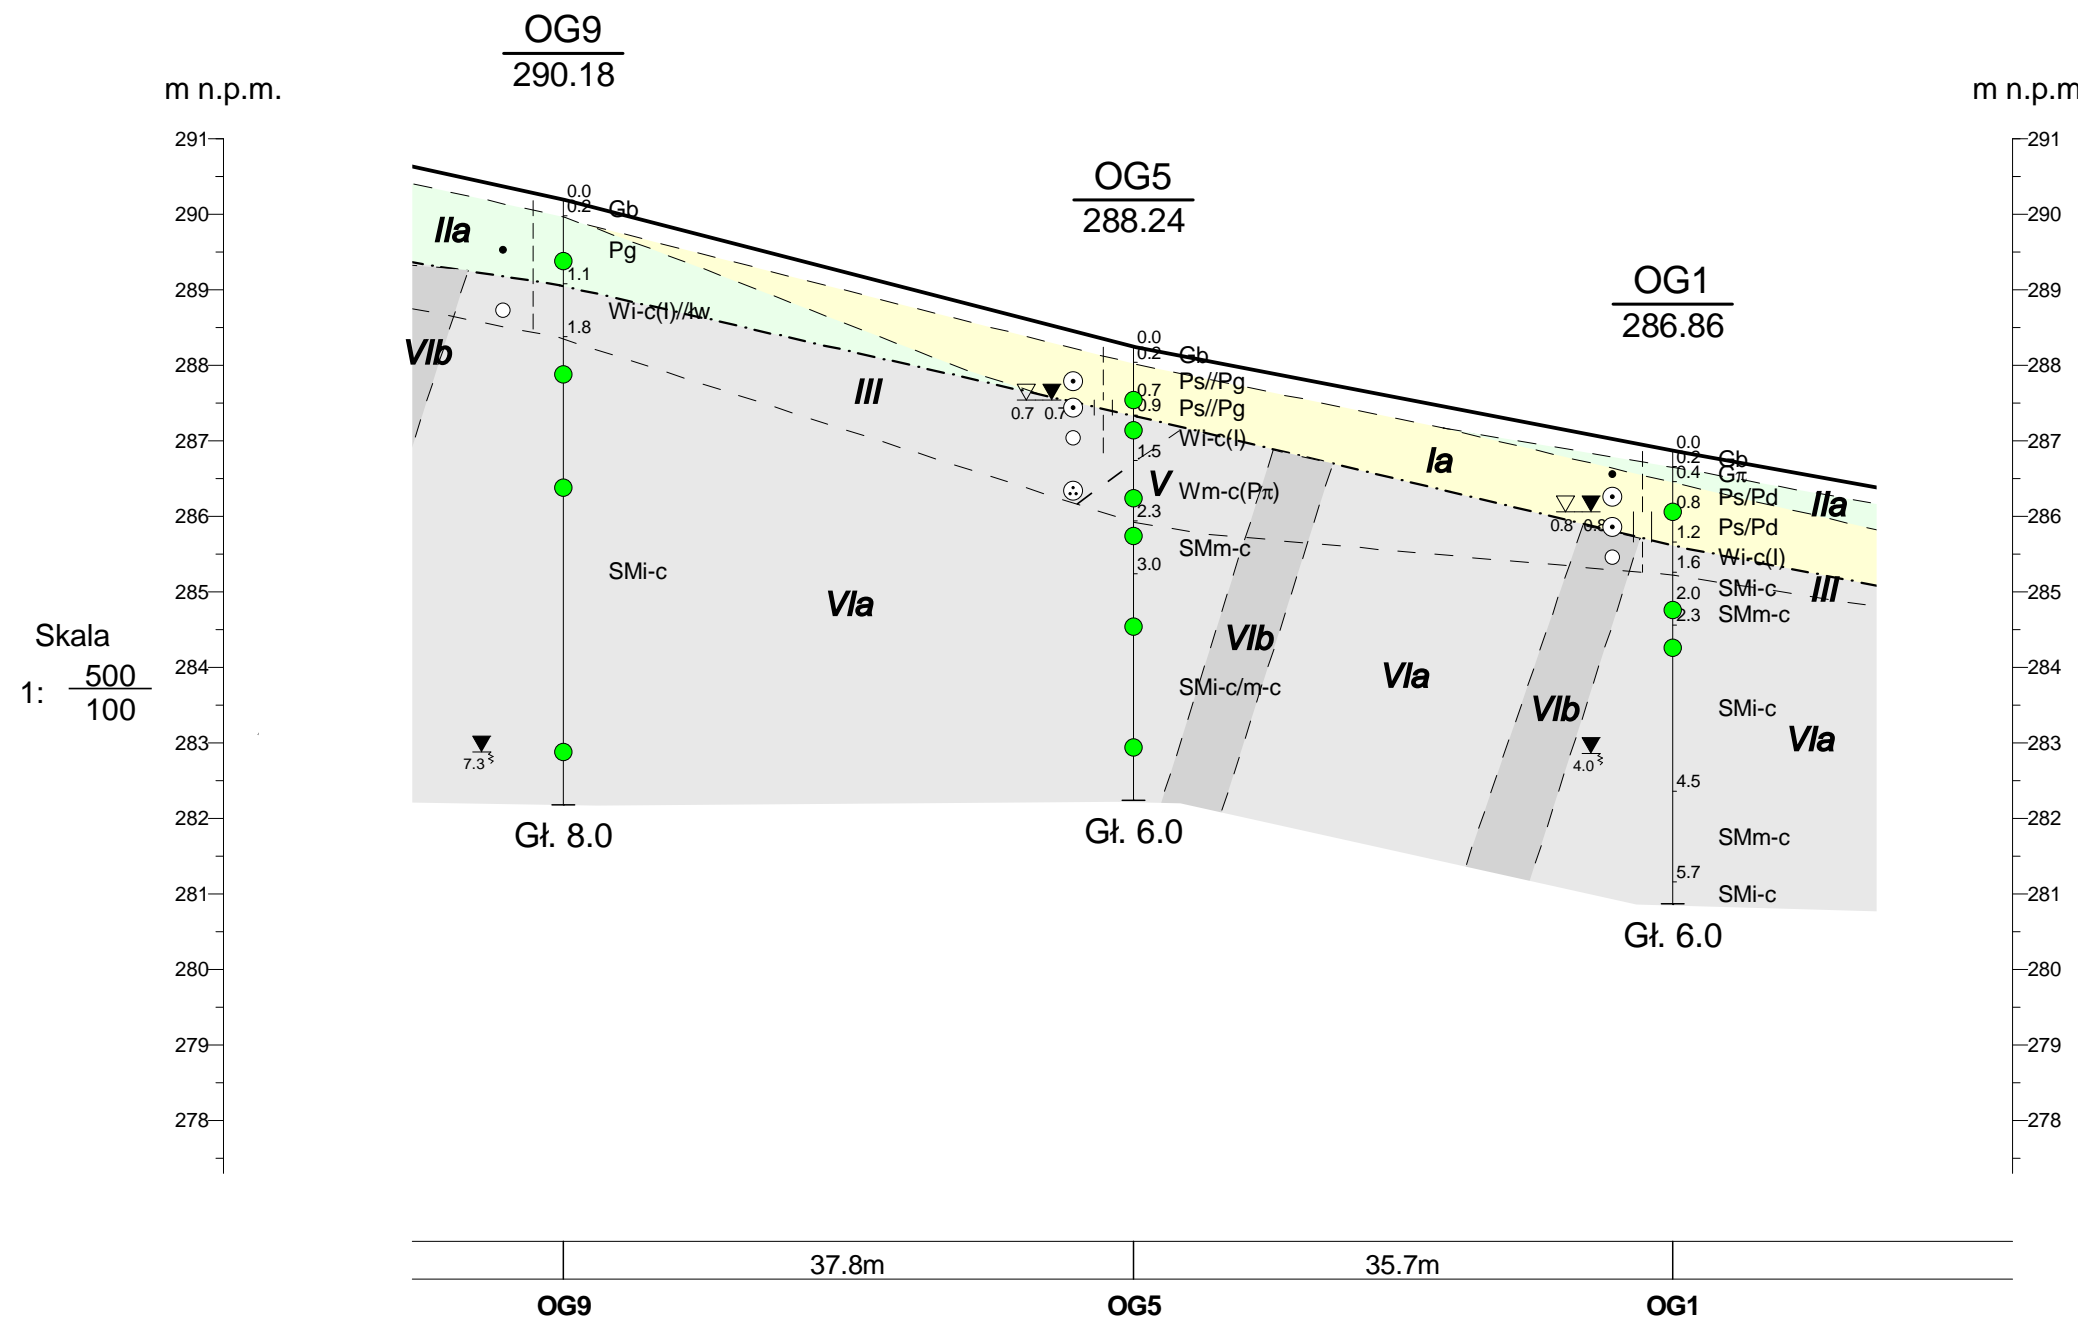 OG9
290.18
m n.p.m.
m n.p.m
OG5
288.24
OG1
286.86
291
290
289
288
287
286
285
284
283
282
281
280
279
278
291
290
289
288
287
286
285
284
283
282
281
280
279
278
Skala
1: 500
100
IIa
VIb
0.0
0.2 Gb
Pg
1.1
Wi-c(I)//Iw
1.8
SMi-c
7.3
Gł. 8.0
III
VIa
0.0
0.2 Gb
Ps//Pg
0.7
0.9 Ps//Pg
0.7 0.7
Wi-c(I)
1.5
V Wm-c(Pπ)
2.3
SMm-c
3.0
SMi-c/m-c
Gł. 6.0
VIb
Ia
VIa
VIb
0.0
0.2 Gb
0.4 Gπ
0.8 Ps/Pd
0.8 0.8
1.2 Ps/Pd
1.6 Wi-c(I)
2.0 SMi-c
2.3 SMm-c
SMi-c
4.0
4.5
SMm-c
5.7
SMi-c
Gł. 6.0
IIa
III
VIa
37.8m 35.7m
OG9 OG5 OG1